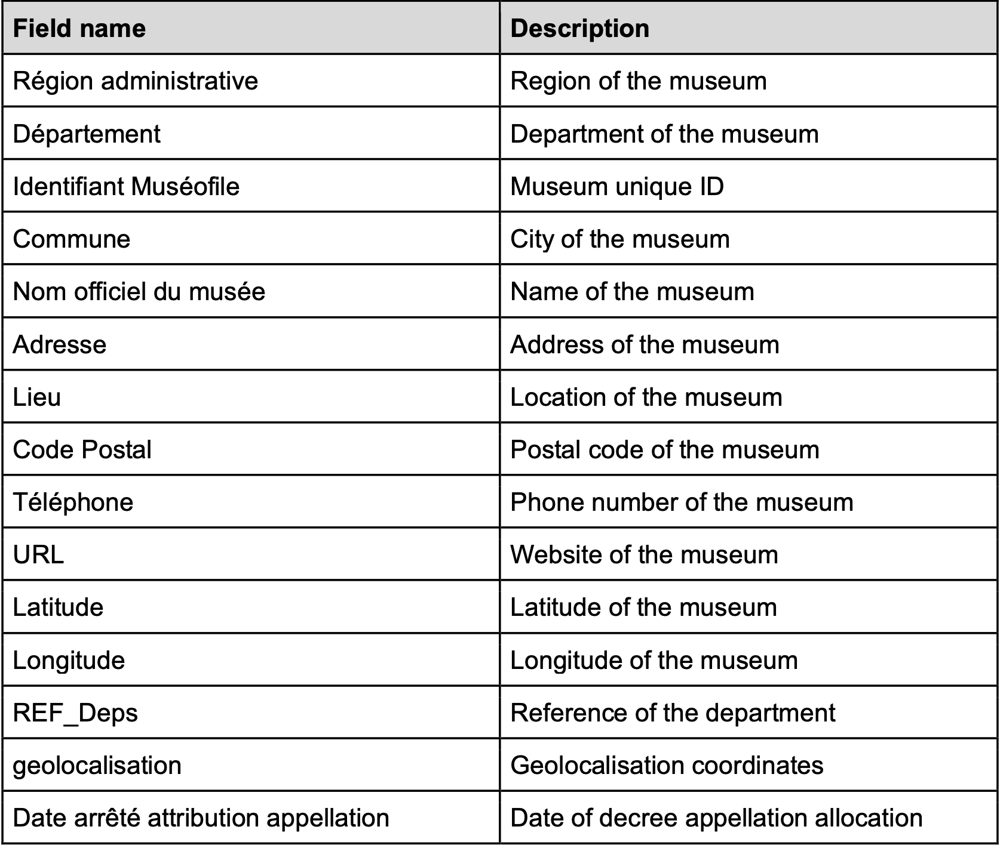 Field name Description
Région administrative Region of the museum
Département Department of the museum
Identifiant Muséofile Museum unique ID
Commune City of the museum
Nom officiel du musée Name of the museum
Adresse Address of the museum
Lieu Location of the museum
Code Postal Postal code of the museum
Téléphone Phone number of the museum
URL Website of the museum
Latitude Latitude of the museum
Longitude Longitude of the museum
REF_Deps Reference of the department
geolocalisation Geolocalisation coordinates
Date arrêté attribution appellation Date of decree appellation allocation